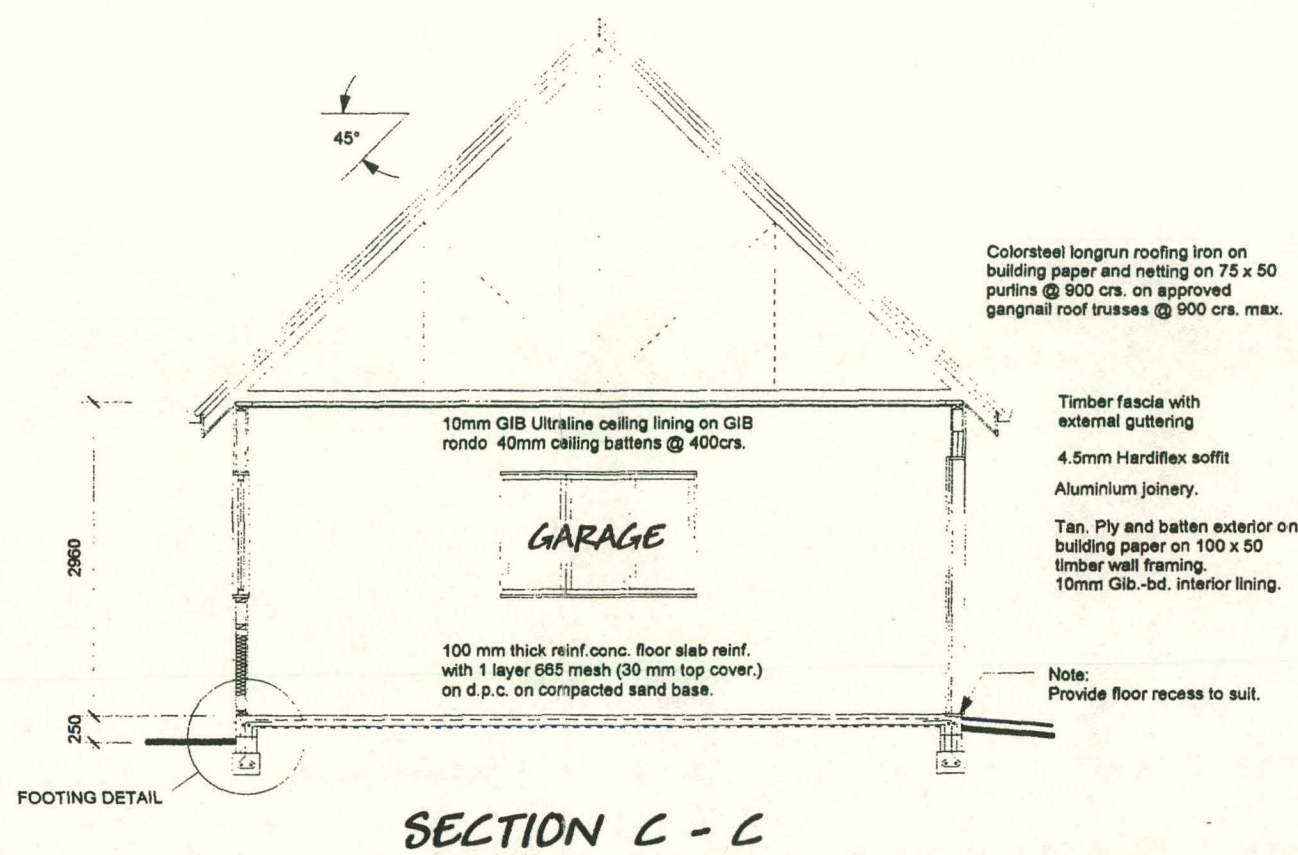 45°
Colorsteel longrun roofing iron on
building paper and netting on 75 x 50
purlins @ 900 crs. on approved
gangnail roof trusses @ 900 crs. max.
10mm GIB Ultraline ceiling lining on GIB
rondo 40mm ceiling battens @ 400crs.
Timber fascia with
external guttering
4.5mm Hardiflex soffit
Aluminium joinery.
GARAGE
Tan. Ply and batten exterior on
building paper on 100 x 50
timber wall framing.
10mm Gib.-bd. interior lining.
2960
100 mm thick reinf.conc. floor slab reinf.
with 1 layer 665 mesh (30 mm top cover.)
on d.p.c. on compacted sand base.
Note:
Provide floor recess to suit.
250
FOOTING DETAIL
SECTION C - C